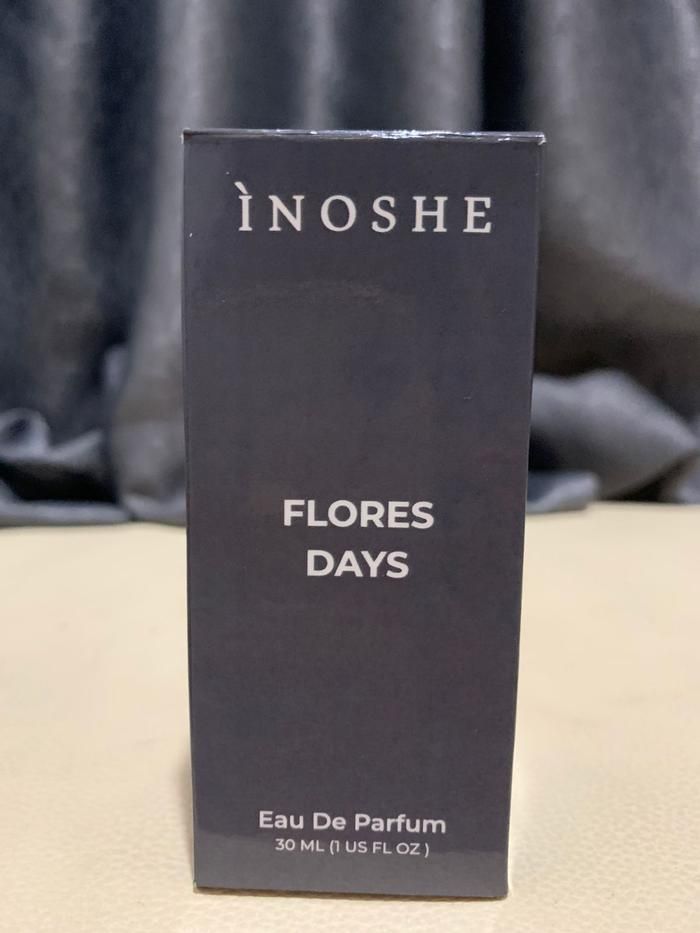 ÌNOSHE
FLORES
DAYS
Eau De Parfum
30 ML (1 US FL OZ )